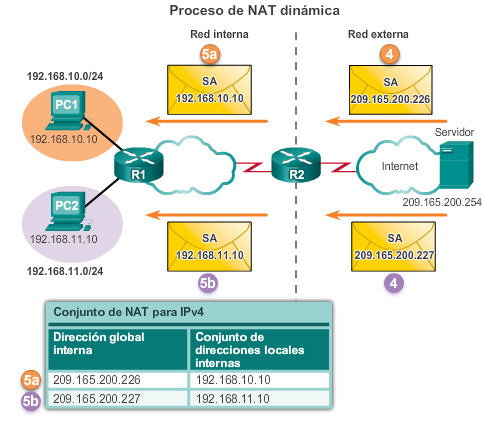 Proceso de NAT dinámica
Red interna
Red externa
5a
4
192.168.10.0/24
SA
192.168.10.10
SA
209.165.200.226
PC1
192.168.10.10
Servidor
R1
R2
Internet
209.165.200.254
PC2
192.168.11.10
192.168.11.0/24
SA
192.168.11.10
SA
209.165.200.227
5b
4
Conjunto de NAT para IPv4
Dirección global
interna
Conjunto de
direcciones locales
internas
5a
209.165.200.226
192.168.10.10
5b
209.165.200.227
192.168.11.10